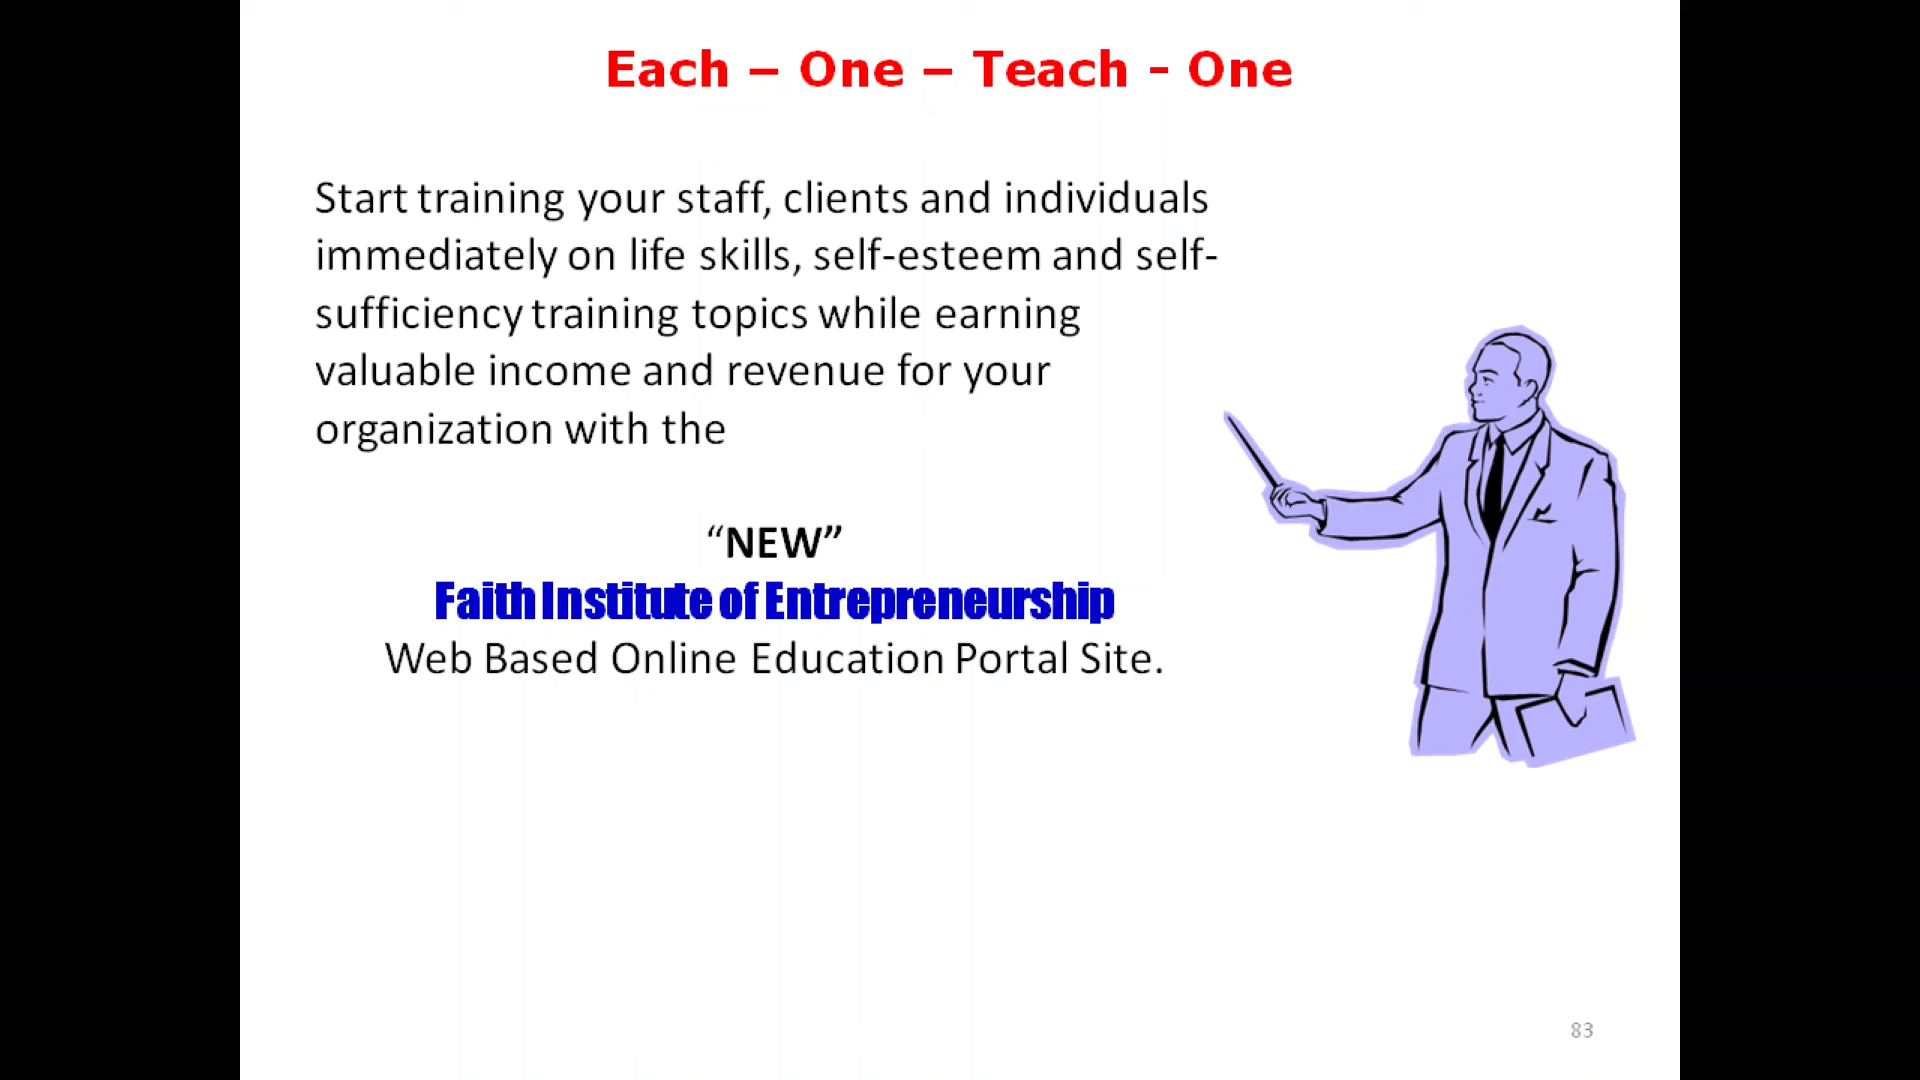 Each – One – Teach - One
Start training your staff, clients and individuals
immediately on life skills, self-esteem and self-
sufficiency training topics while earning
valuable income and revenue for your
organization with the
“NEW”
Faith Institute of Entrepreneurship
Web Based Online Education Portal Site.
83